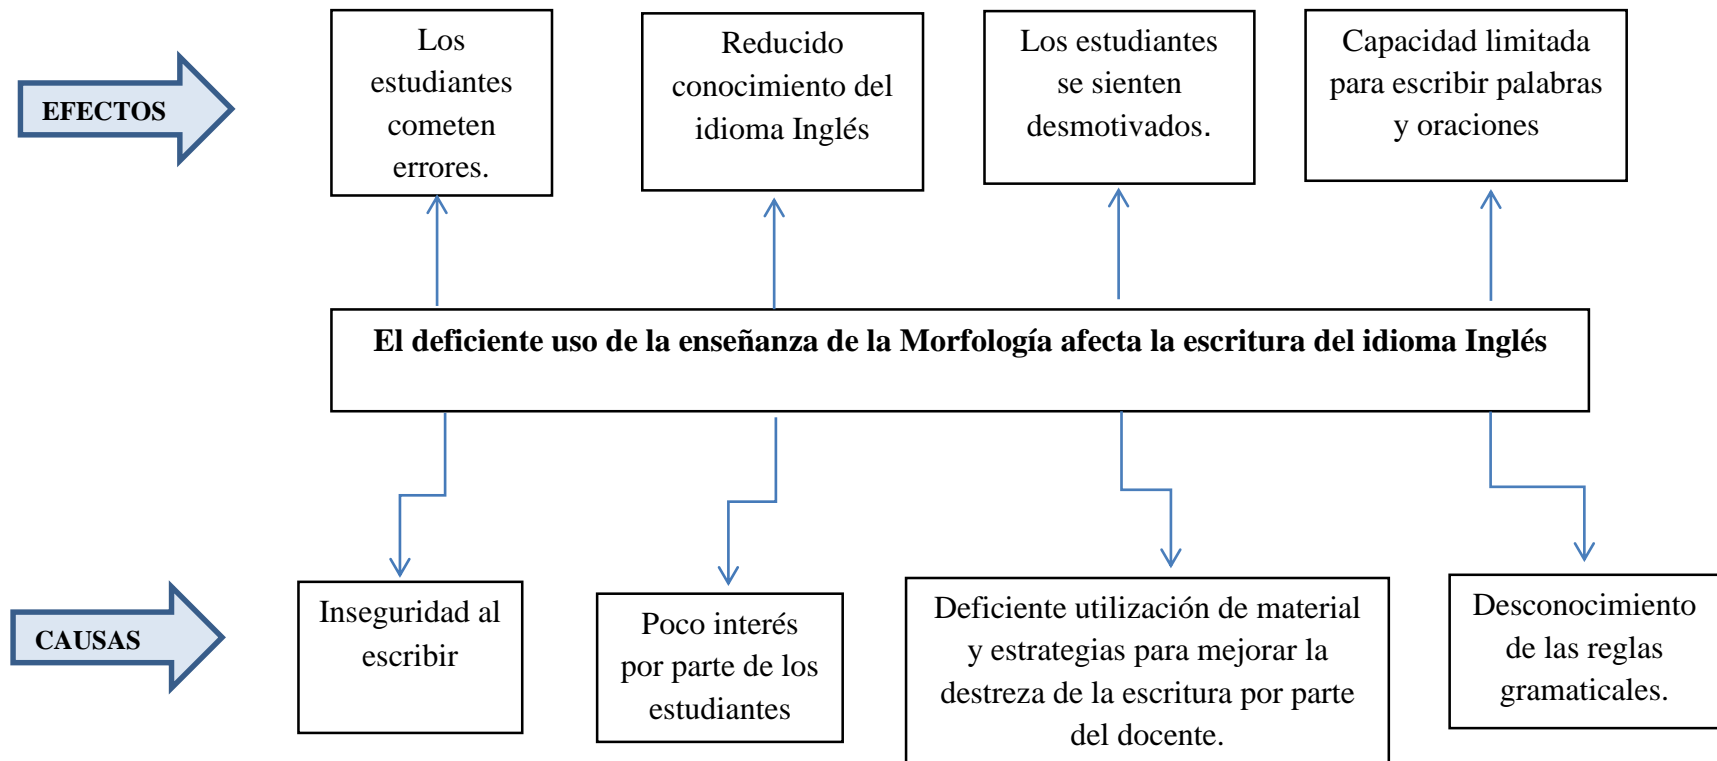 EFECTOS
Los
estudiantes
cometen
errores.
Reducido
conocimiento del
idioma Inglés
Los estudiantes
se sienten
desmotivados.
Capacidad limitada
para escribir palabras
y oraciones
El deficiente uso de la enseñanza de la Morfología afecta la escritura del idioma Inglés
CAUSAS
Inseguridad al
escribir
Poco interés
por parte de los
estudiantes
Deficiente utilización de material
y estrategias para mejorar la
destreza de la escritura por parte
del docente.
Desconocimiento
de las reglas
gramaticales.